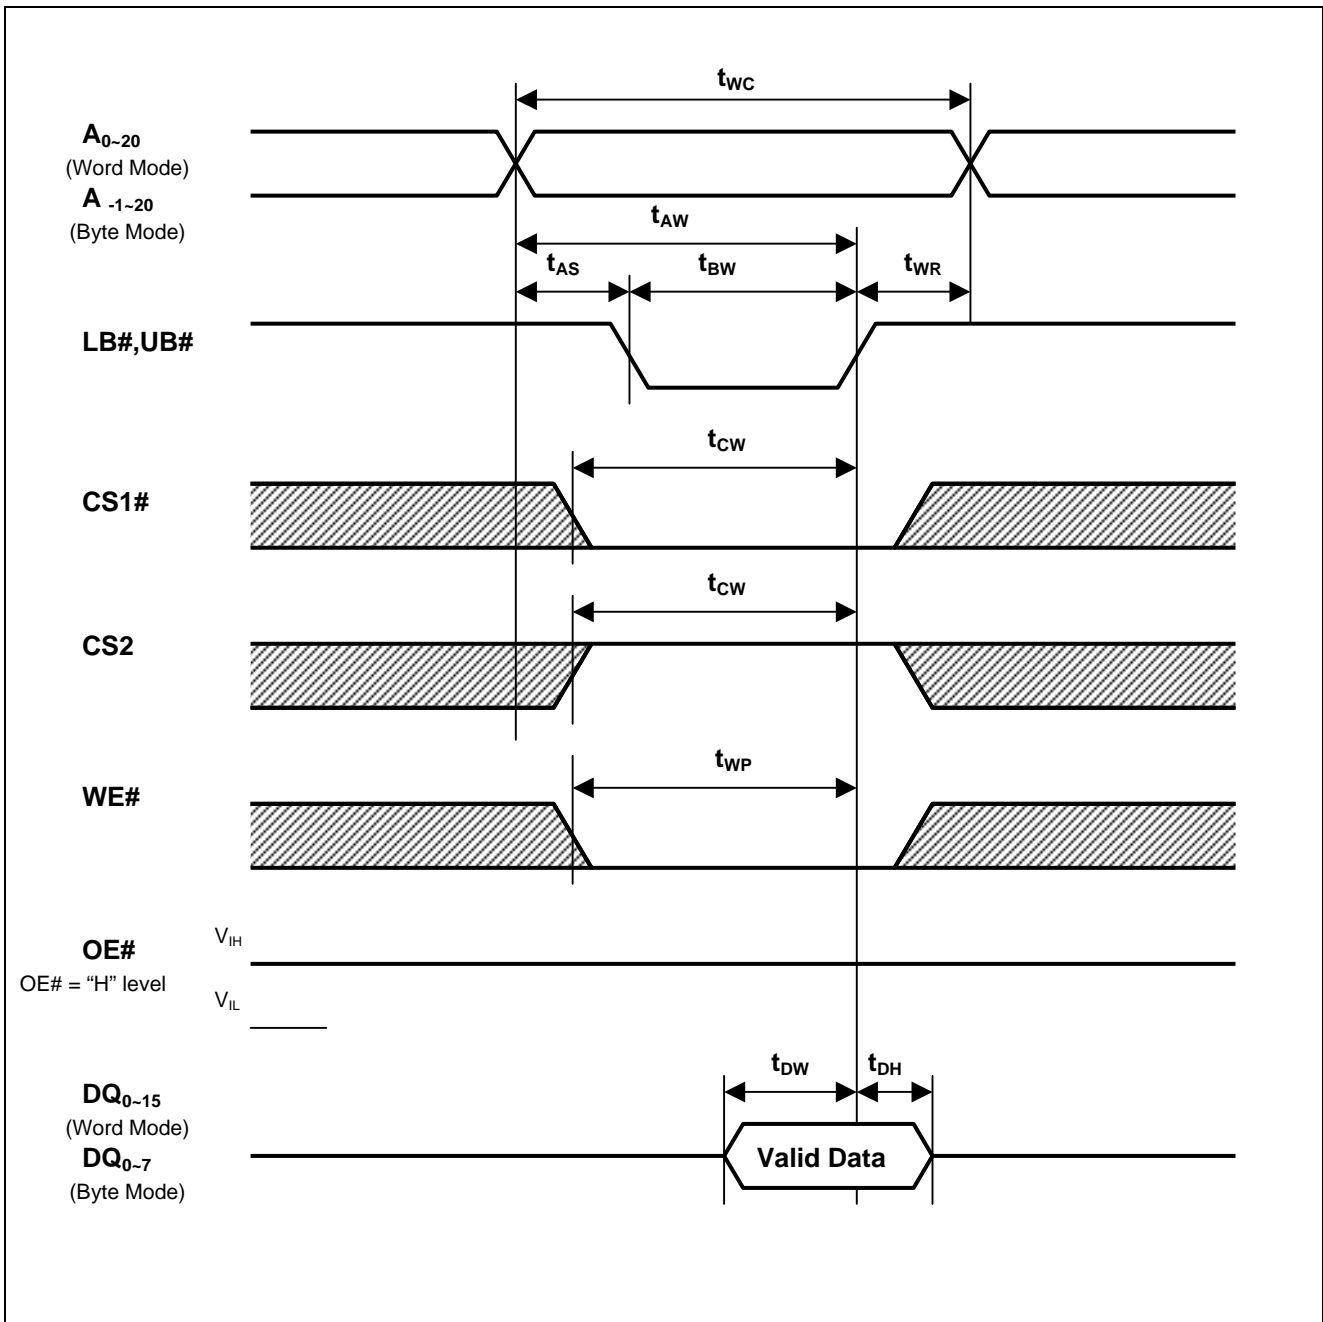 tWC
A0~20
(Word Mode)
A -1~20
(Byte Mode)
tAW
tAS
tBW
tWR
LB#,UB#
tCW
CS1#
tCW
CS2
tWP
WE#
VIH
OE#
OE# = “H” level
VIL
tDW
tDH
DQ0~15
(Word Mode)
DQ0~7
(Byte Mode)
Valid Data